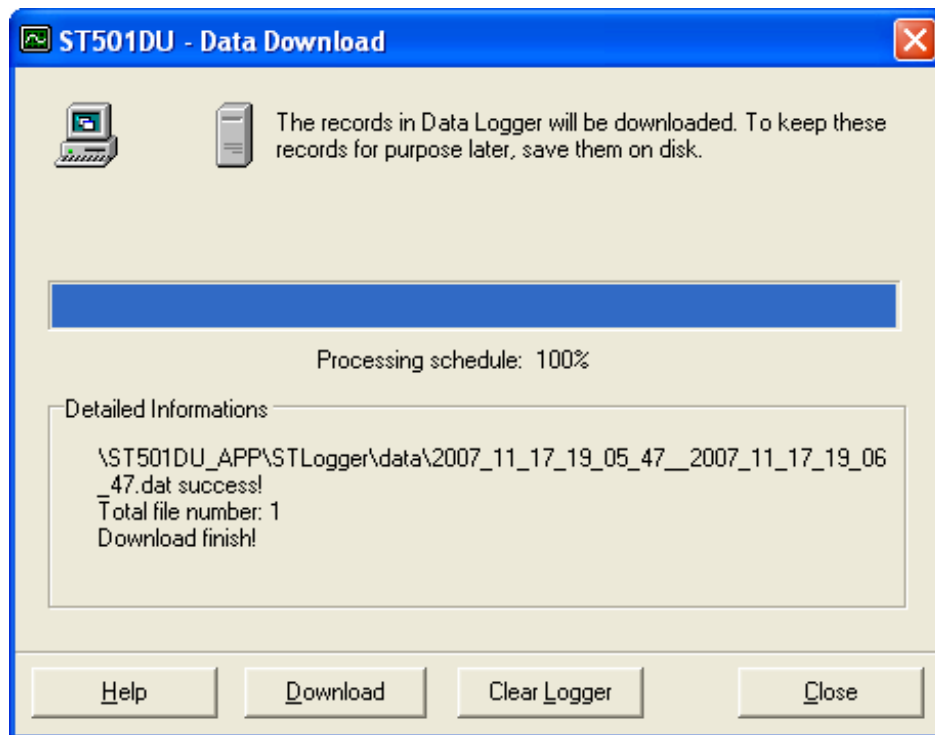 ST501DU - Data Download
The records in Data Logger will be downloaded. To keep these
records for purpose later, save them on disk.
Processing schedule: 100%
Detailed Informations
\ST501DU_APP\STLogger\data\2007_11_17_19_05_47__2007_11_17_19_06
_47.dat success!
Total file number: 1
Download finish!
Help
Download
Clear Logger
Close